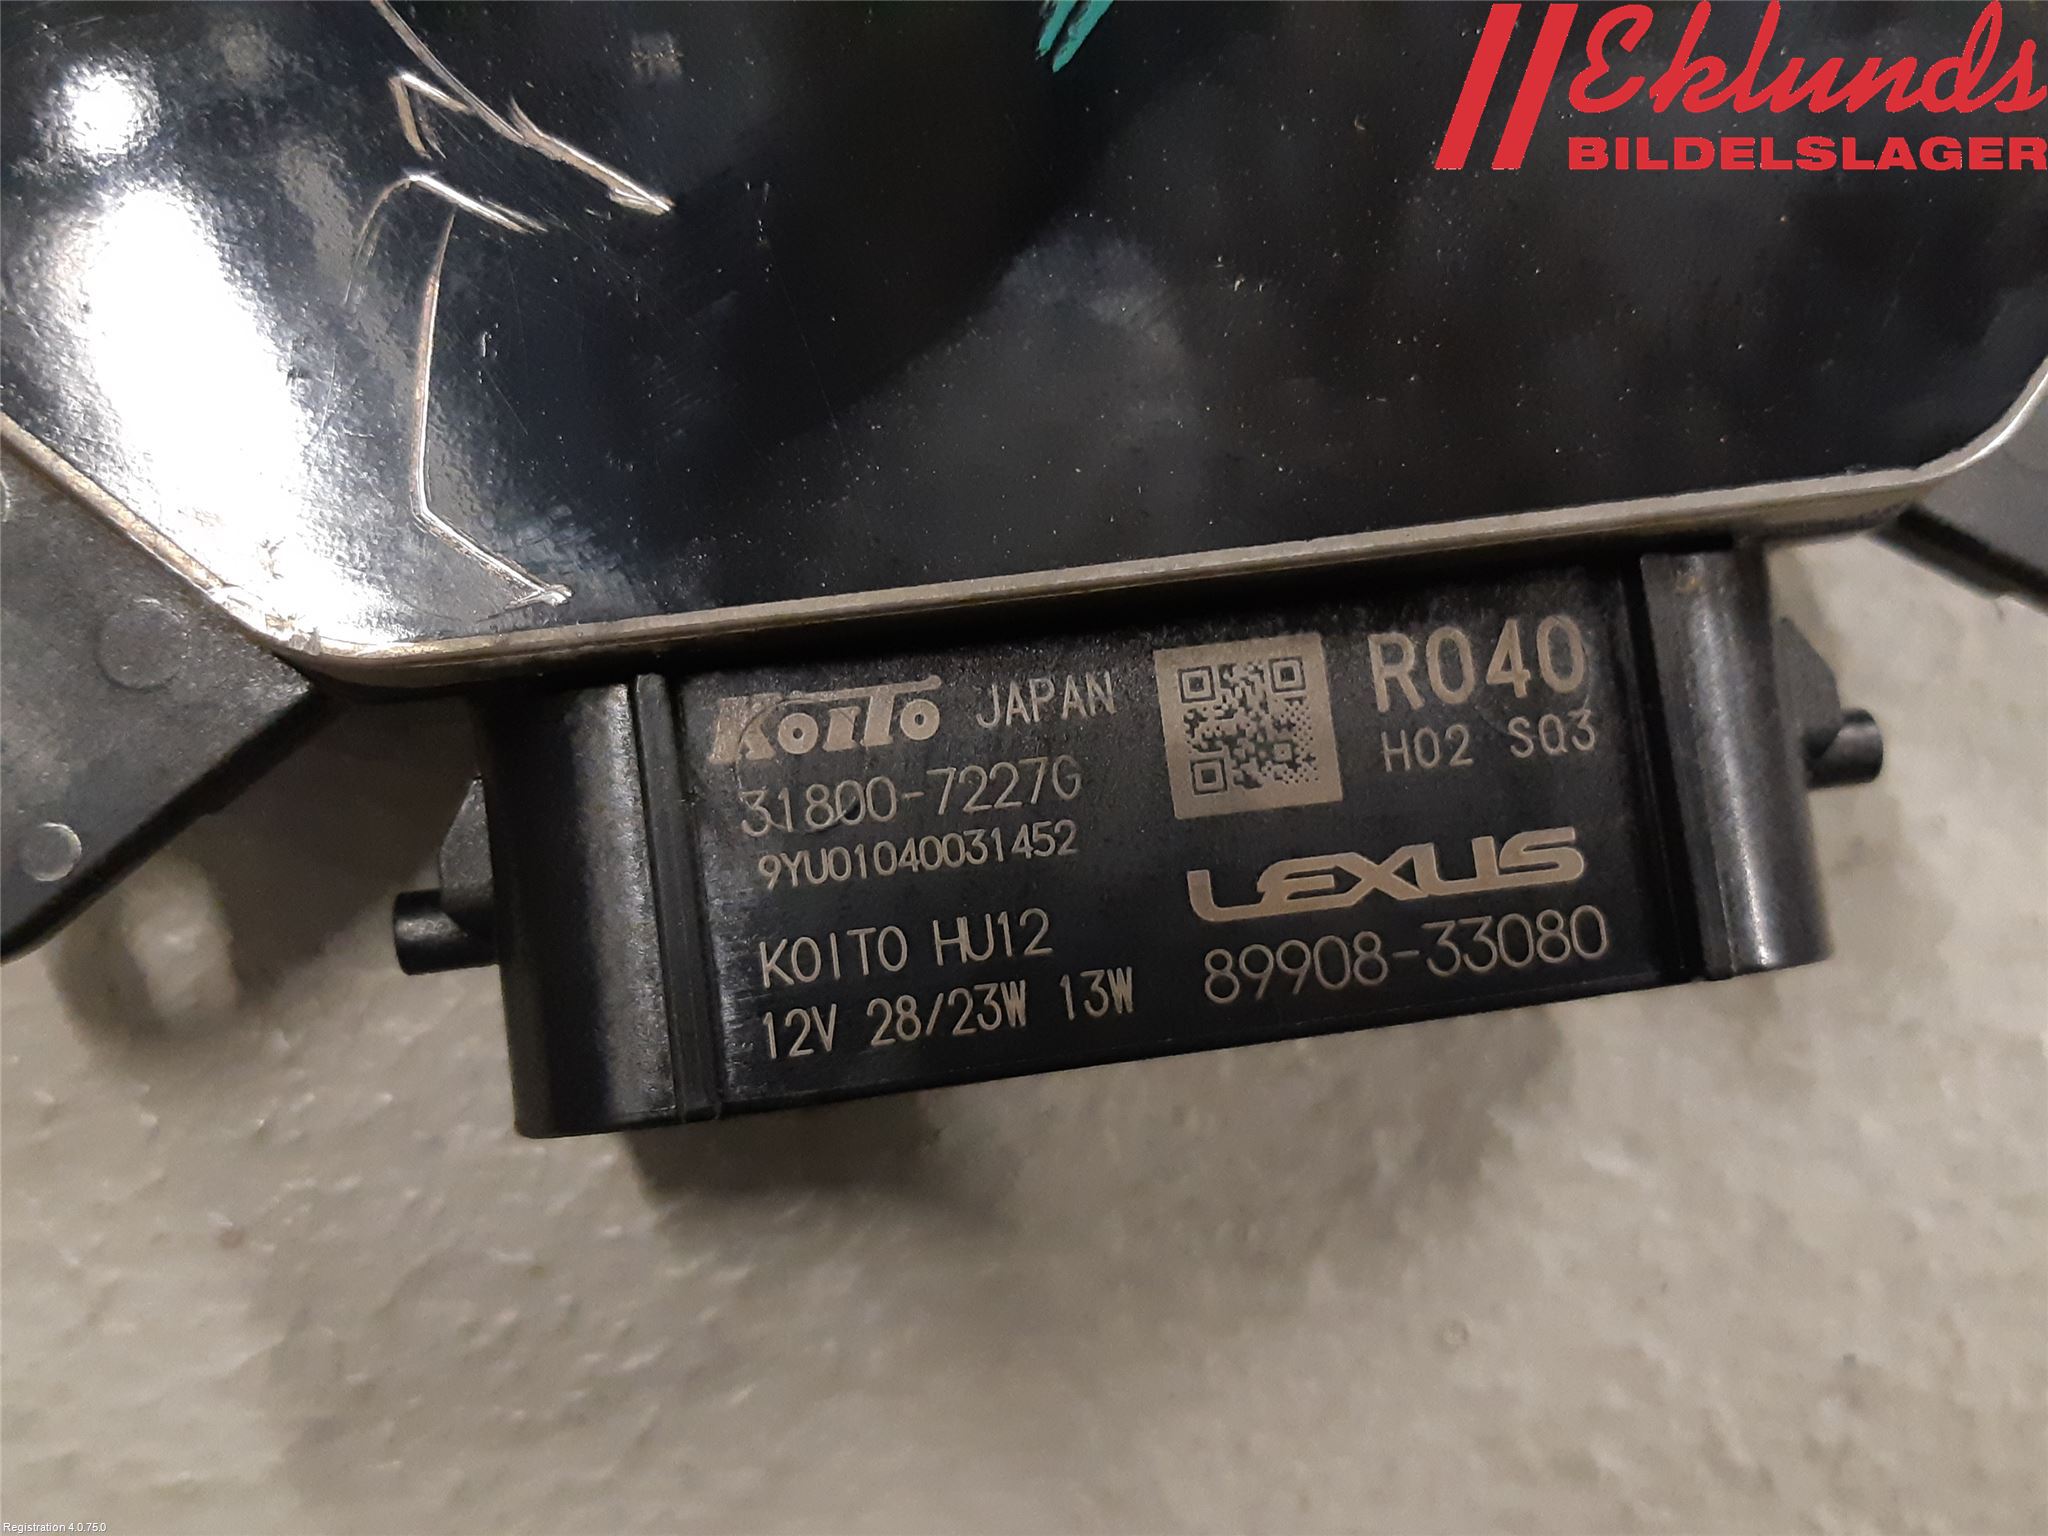 Eklunds
BILDELSLAGER
KOITO JAPAN
31800-7227G
9YU01040031452
KOITO HU12
12V 28/23W 13W
R040
H02 SQ3
LEXUS
89908-33080
Registration 4.0.75.0